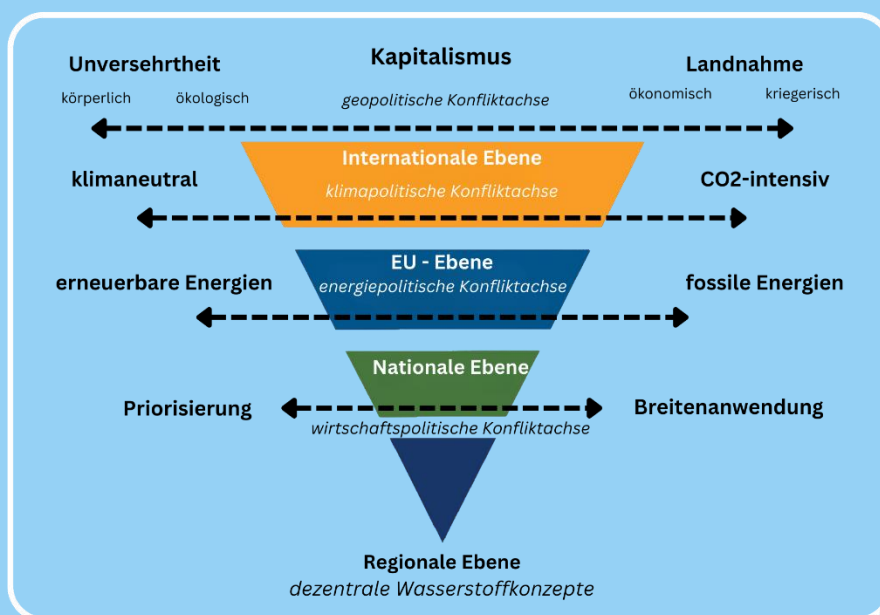 Kapitalismus
Unversehrtheit
Landnahme
körperlich ökologisch
geopolitische Konfliktachse
ökonomisch kriegerisch
Internationale Ebene
klimaneutral
klimapolitische Konfliktachse
CO2-intensiv
EU - Ebene
erneuerbare Energien
energiepolitische Konfliktachse
fossile Energien
Nationale Ebene
Priorisierung
Breitenanwendung
wirtschaftspolitische Konfliktachse
Regionale Ebene
dezentrale Wasserstoffkonzepte